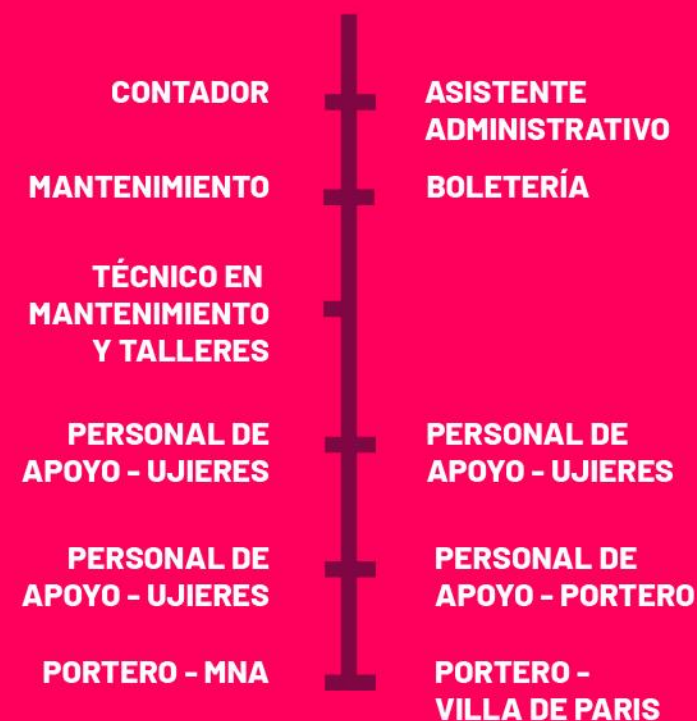 CONTADOR
ASISTENTE
ADMINISTRATIVO
MANTENIMIENTO
BOLETERÍA
TÉCNICO EN
MANTENIMIENTO
Y TALLERES
PERSONAL DE
APOYO - UJIERES
PERSONAL DE
APOYO - UJIERES
PERSONAL DE
APOYO - UJIERES
PERSONAL DE
APOYO - PORTERO
PORTERO - MNA
PORTERO -
VILLA DE PARIS